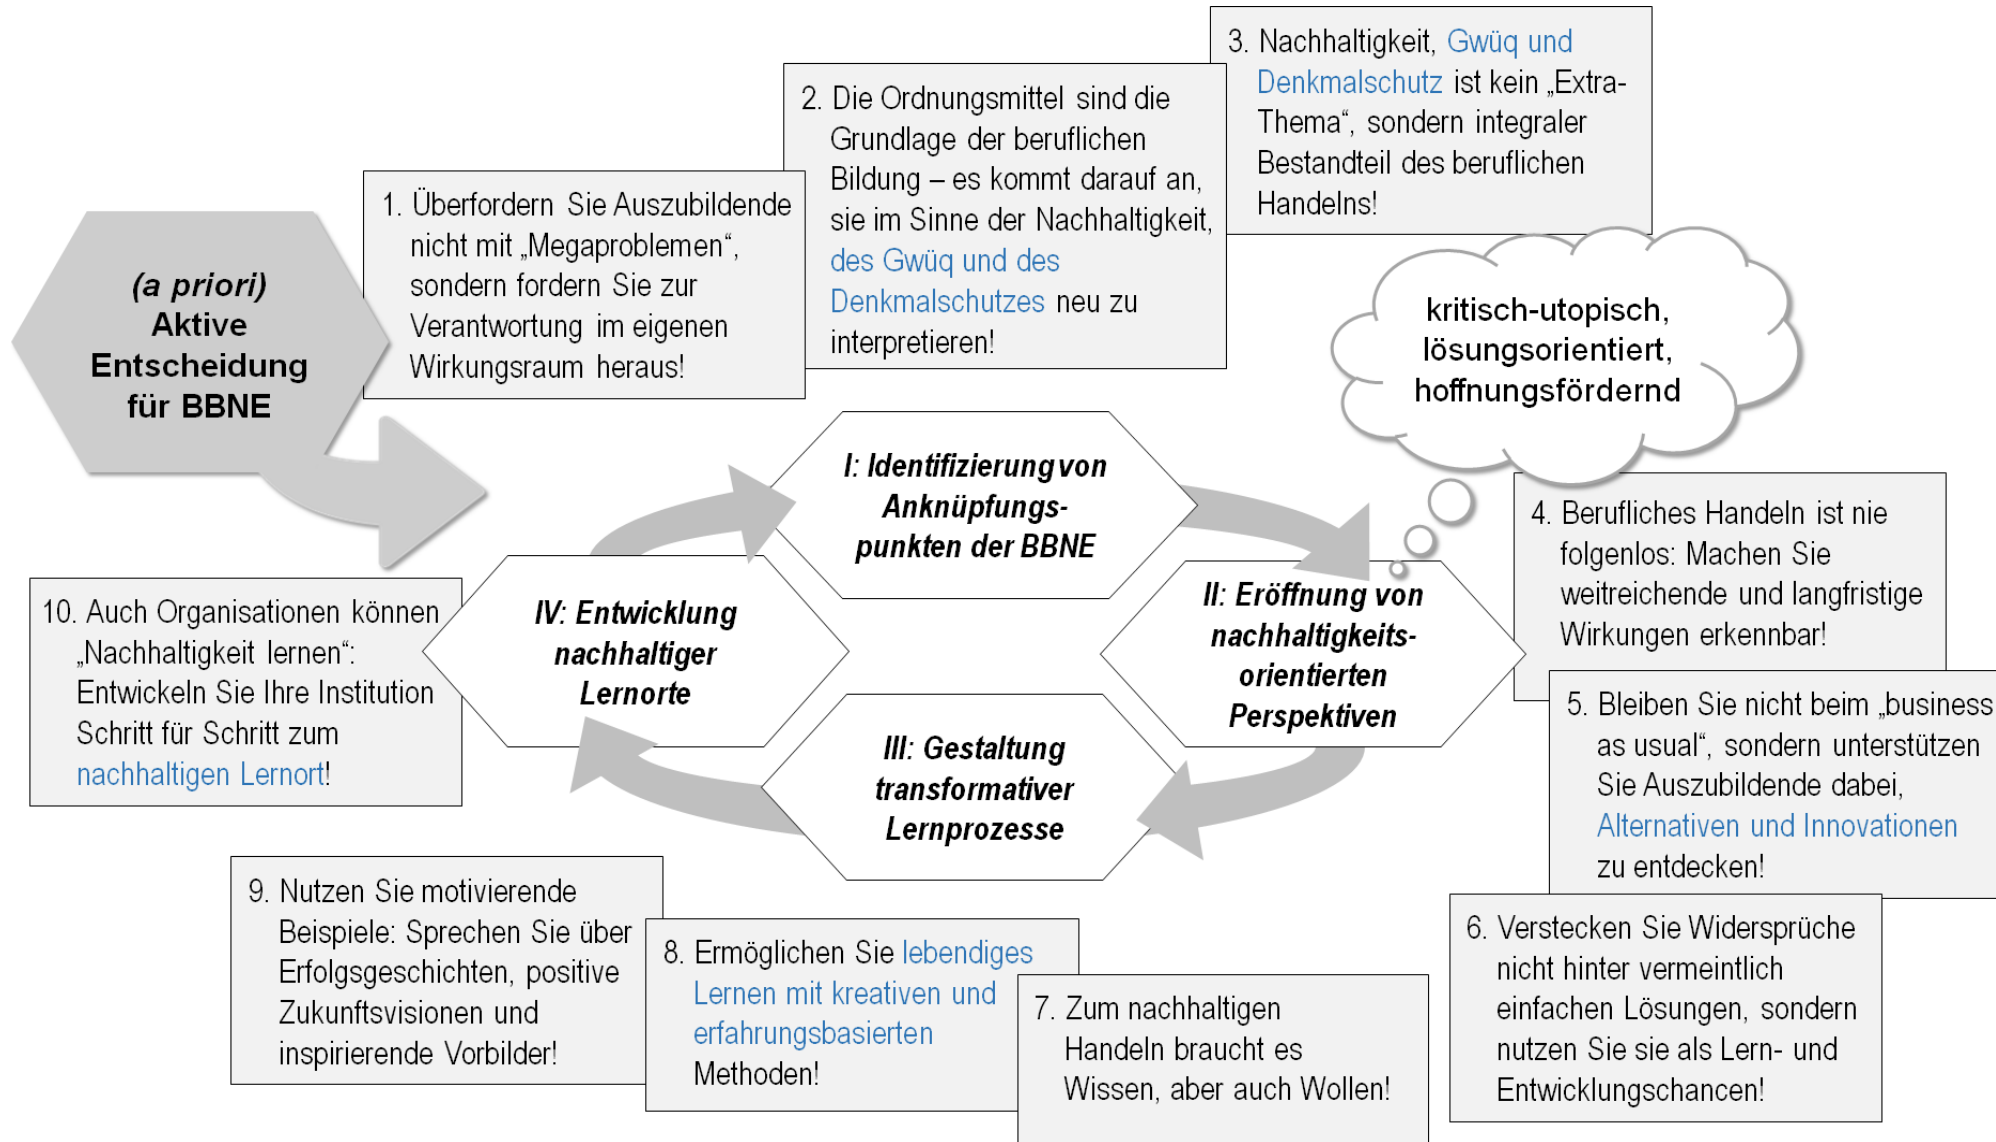 (a priori)
Aktive
Entscheidung
für BBNE
1. Überfordern Sie Auszubildende
nicht mit „Megaproblemen“,
sondern fordern Sie zur
Verantwortung im eigenen
Wirkungsraum heraus!
2. Die Ordnungsmittel sind die
Grundlage der beruflichen
Bildung – es kommt darauf an,
sie im Sinne der Nachhaltigkeit,
des Gwüq und des
Denkmalschutzes neu zu
interpretieren!
3. Nachhaltigkeit, Gwüq und
Denkmalschutz ist kein „Extra-
Thema“, sondern integraler
Bestandteil des beruflichen
Handelns!
kritisch-utopisch,
lösungsorientiert,
hoffnungsfördernd
I: Identifizierung von
Anknüpfungs-
punkten der BBNE
II: Eröffnung von
nachhaltigkeits-
orientierten
Perspektiven
III: Gestaltung
transformativer
Lernprozesse
IV: Entwicklung
nachhaltiger
Lernorte
4. Berufliches Handeln ist nie
folgenlos: Machen Sie
weitreichende und langfristige
Wirkungen erkennbar!
5. Bleiben Sie nicht beim „business
as usual“, sondern unterstützen
Sie Auszubildende dabei,
Alternativen und Innovationen
zu entdecken!
6. Verstecken Sie Widersprüche
nicht hinter vermeintlich
einfachen Lösungen, sondern
nutzen Sie sie als Lern- und
Entwicklungschancen!
7. Zum nachhaltigen
Handeln braucht es
Wissen, aber auch Wollen!
8. Ermöglichen Sie lebendiges
Lernen mit kreativen und
erfahrungsbasierten
Methoden!
9. Nutzen Sie motivierende
Beispiele: Sprechen Sie über
Erfolgsgeschichten, positive
Zukunftsvisionen und
inspirierende Vorbilder!
10. Auch Organisationen können
„Nachhaltigkeit lernen“:
Entwickeln Sie Ihre Institution
Schritt für Schritt zum
nachhaltigen Lernort!